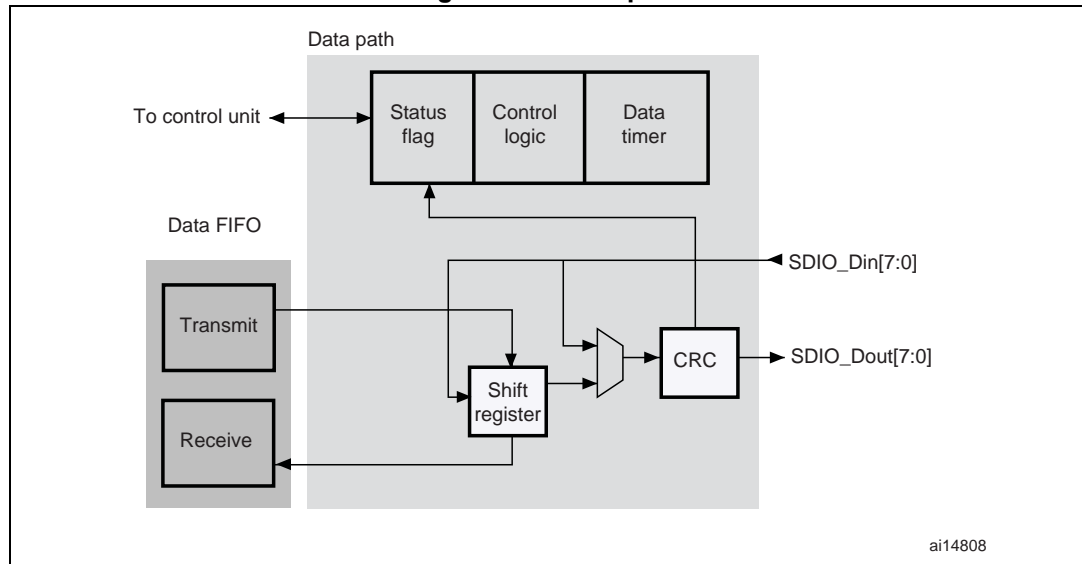 Data path
To control unit
Status
flag
Control
logic
Data
timer
Data FIFO
SDIO_Din[7:0]
Transmit
CRC
SDIO_Dout[7:0]
Shift
register
Receive
ai14808